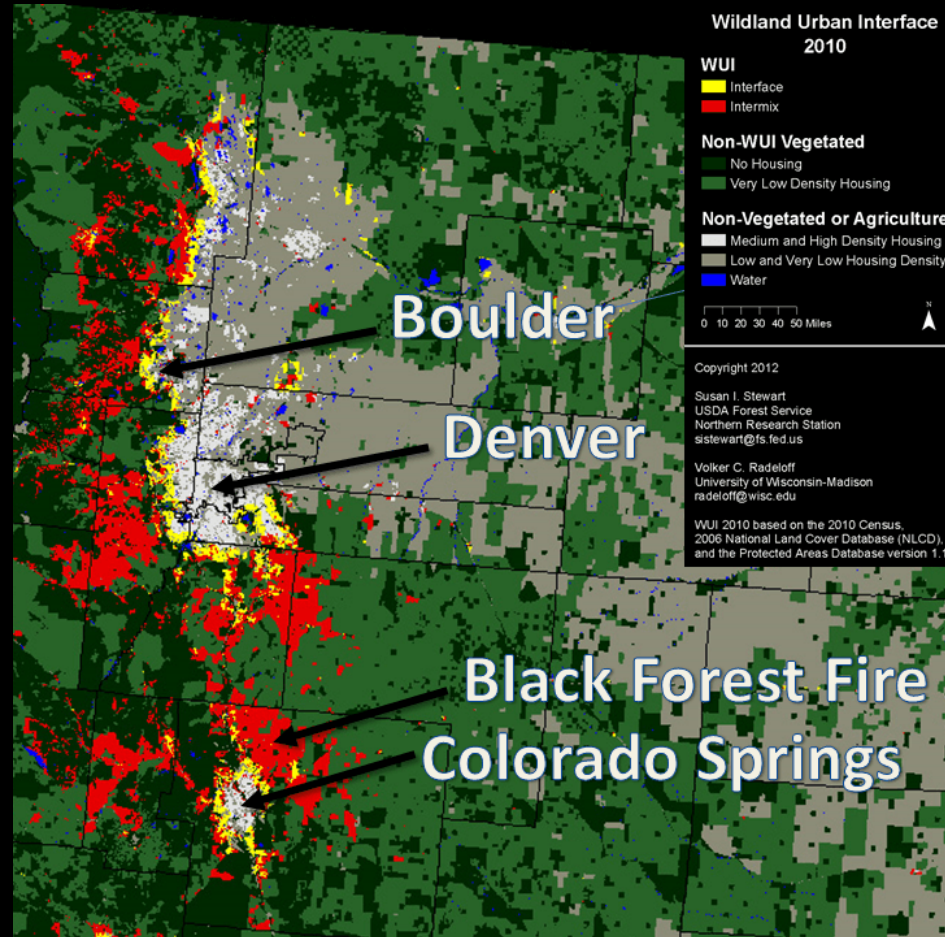 Wildland Urban Interface
2010
WUI
Interface
Intermix
Non-WUI Vegetated
No Housing
Very Low Density Housing
Non-Vegetated or Agriculture
Medium and High Density Housing
Low and Very Low Housing Density
Water
0 10 20 30 40 50 Miles
N
Copyright 2012
Susan I. Stewart
USDA Forest Service
Northern Research Station
sistewart@fs.fed.us
Volker C. Radeloff
University of Wisconsin-Madison
radeloff@wisc.edu
WUI 2010 based on the 2010 Census,
2006 National Land Cover Database (NLCD),
and the Protected Areas Database version 1.1
Boulder
Denver
Black Forest Fire
Colorado Springs